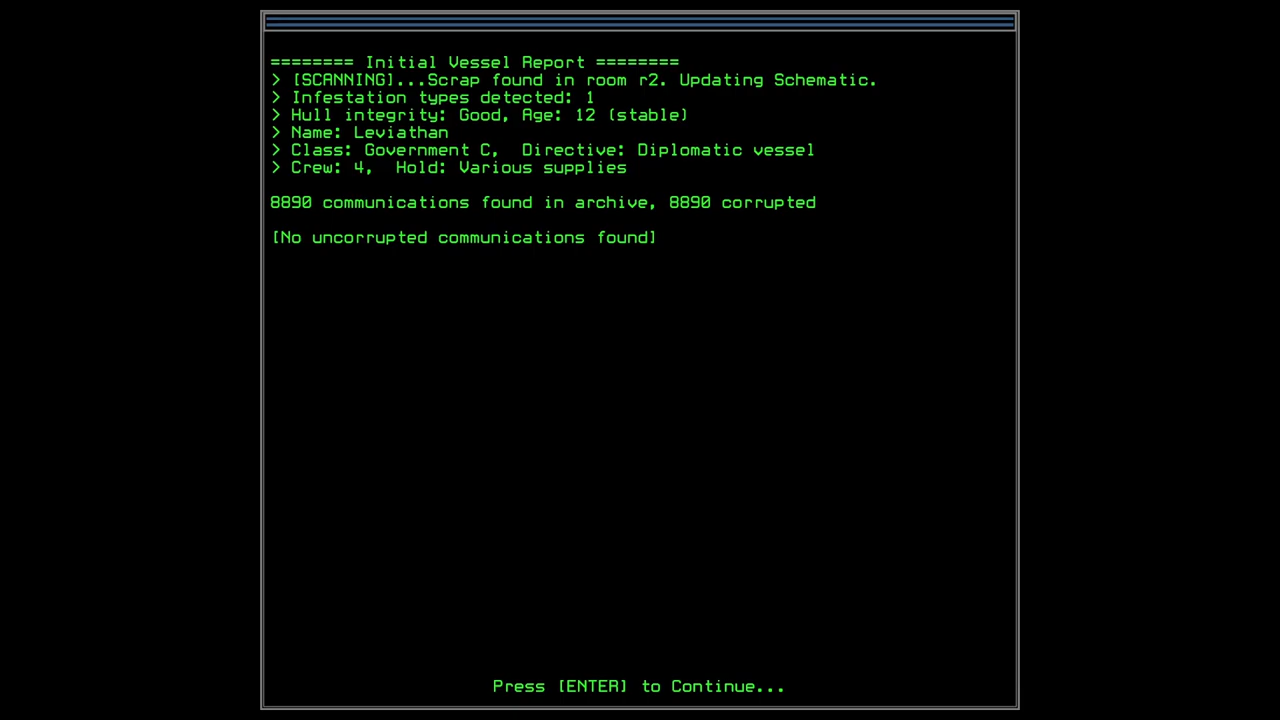 ======== Initial Vessel Report ========
> [SCANNING]...Scrap found in room r2. Updating Schematic.
> Infestation types detected: 1
> Hull integrity: Good, Age: 12 (stable)
> Name: Leviathan
> Class: Government C,  Directive: Diplomatic vessel
> Crew: 4,  Hold: Various supplies
8890 communications found in archive, 8890 corrupted
[No uncorrupted communications found]
Press [ENTER] to Continue...